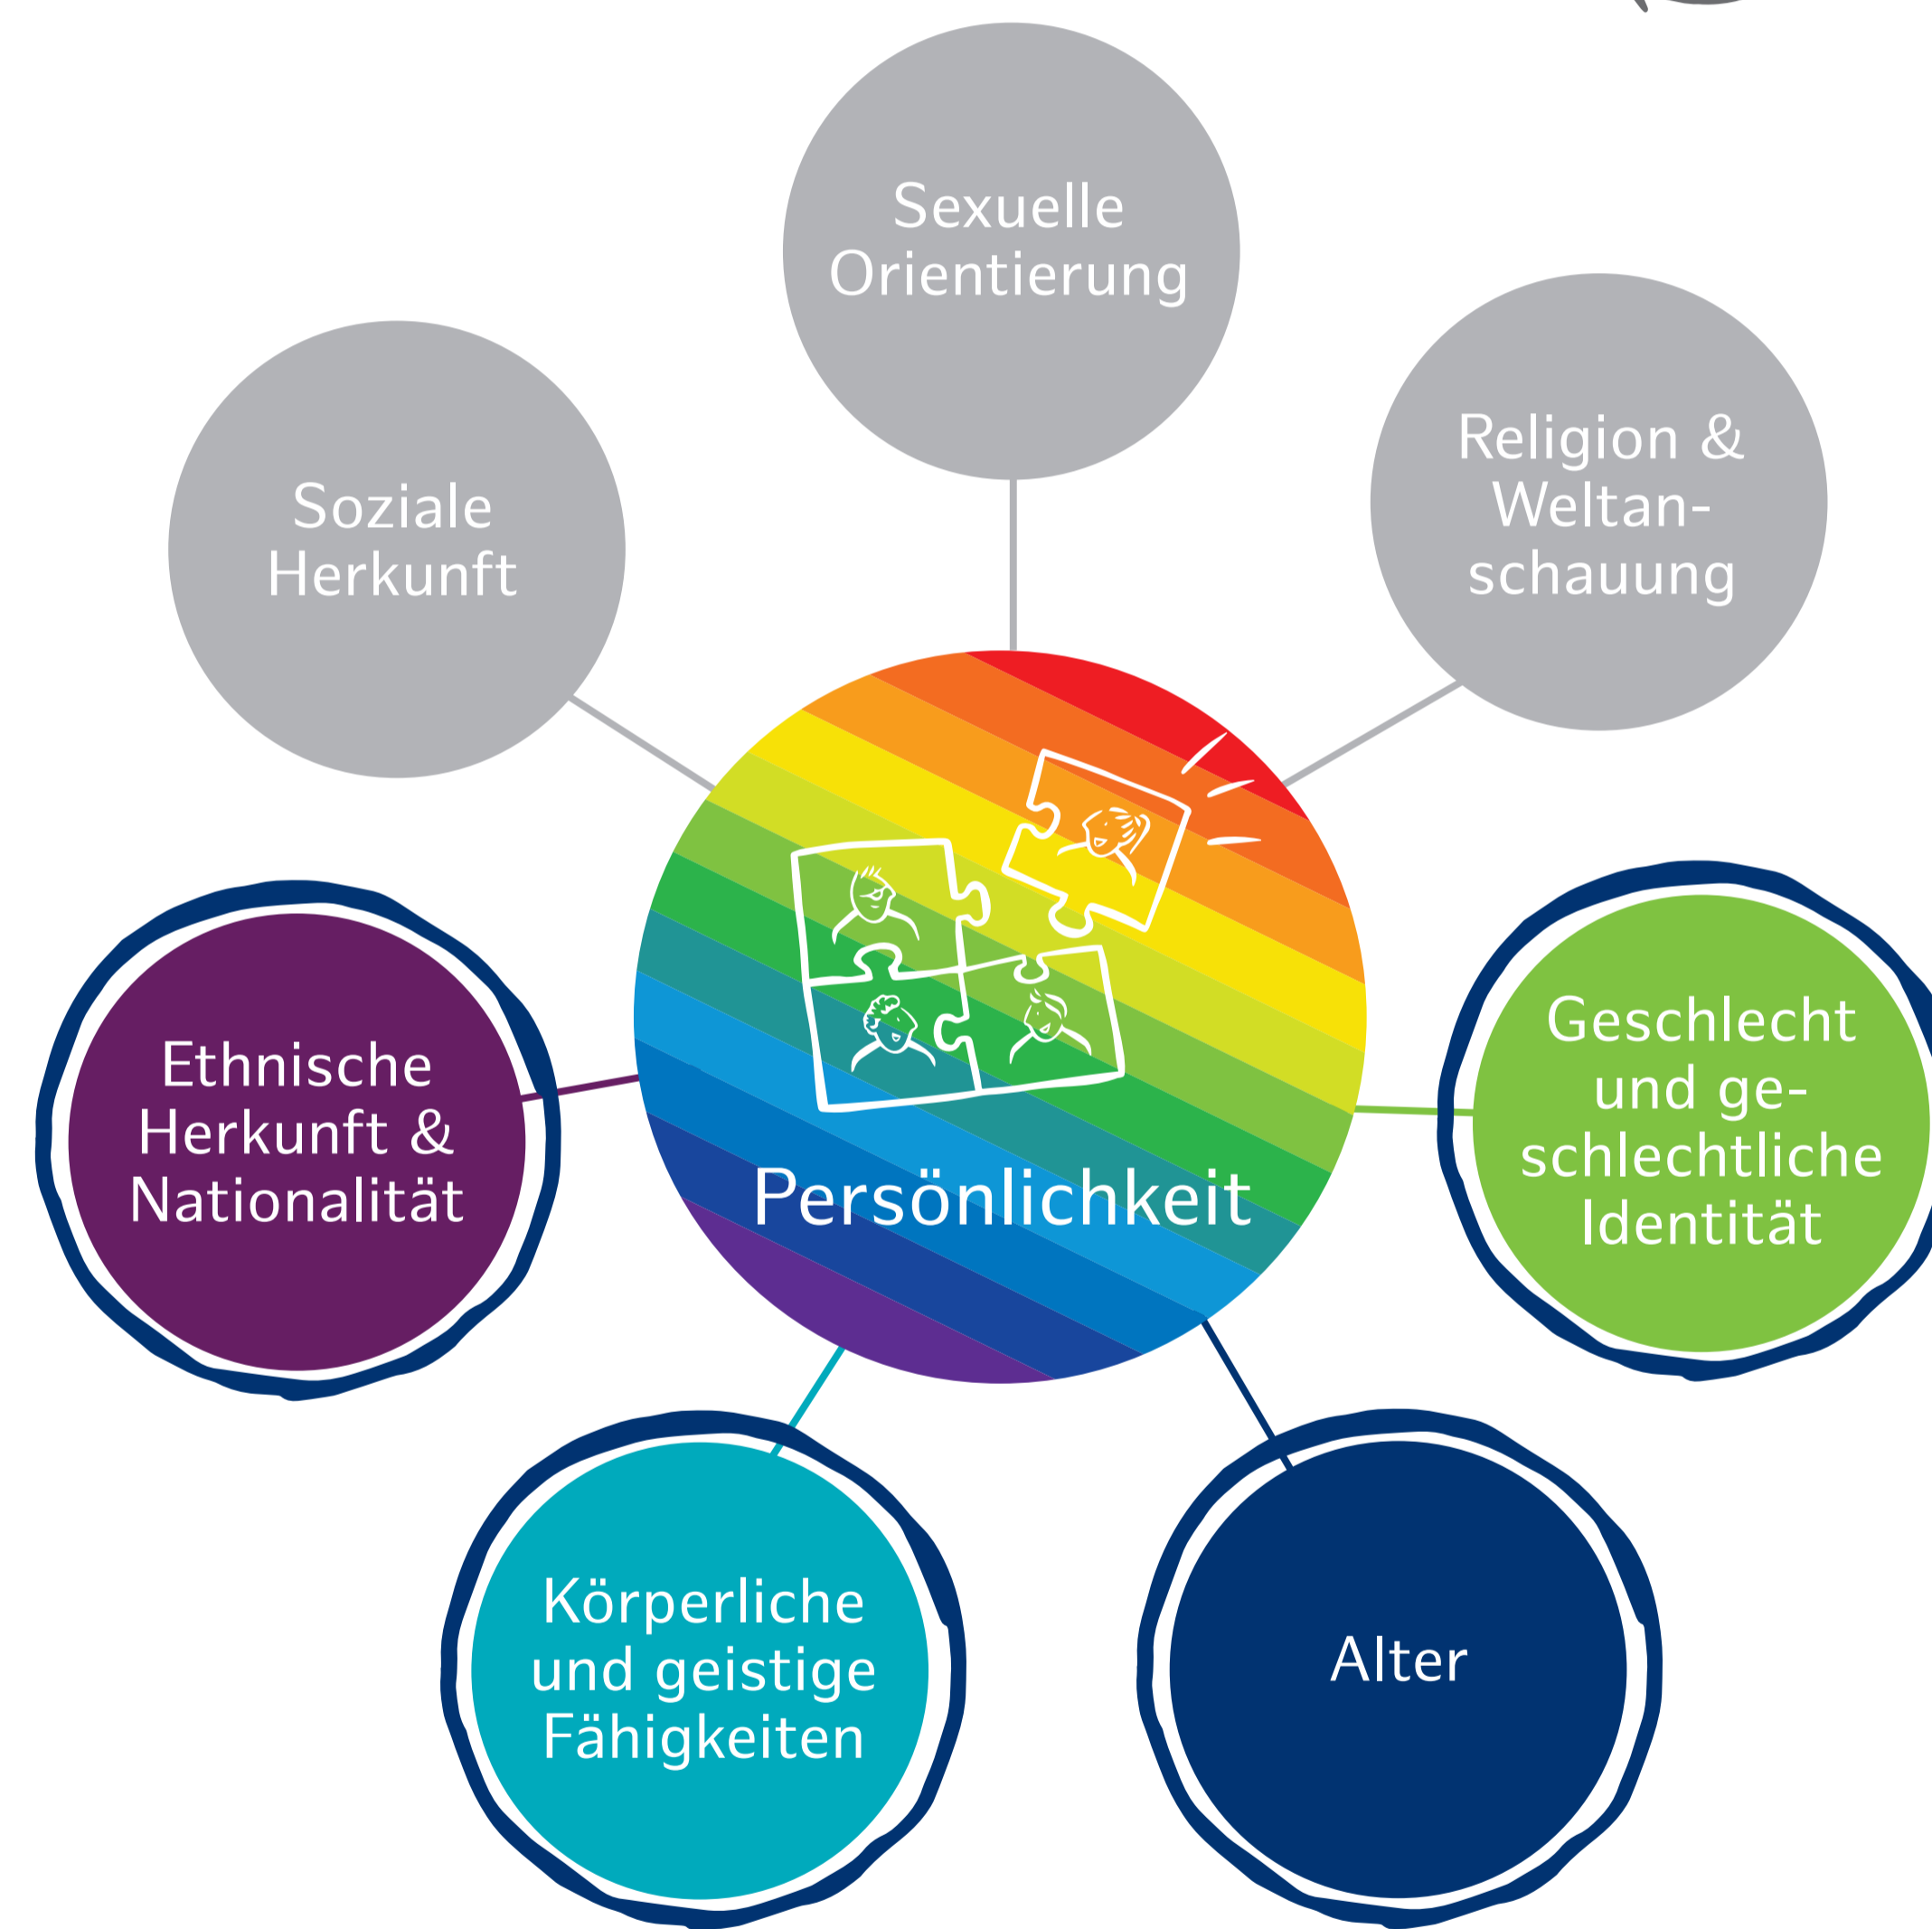 Sexuelle
Orientierung
Religion &
Weltan-
schauung
Soziale
Herkunft
Geschlecht
und ge-
schlechtliche
Identität
Ethnische
Herkunft &
Nationalität
Persönlichkeit
Körperliche
und geistige
Fähigkeiten
Alter